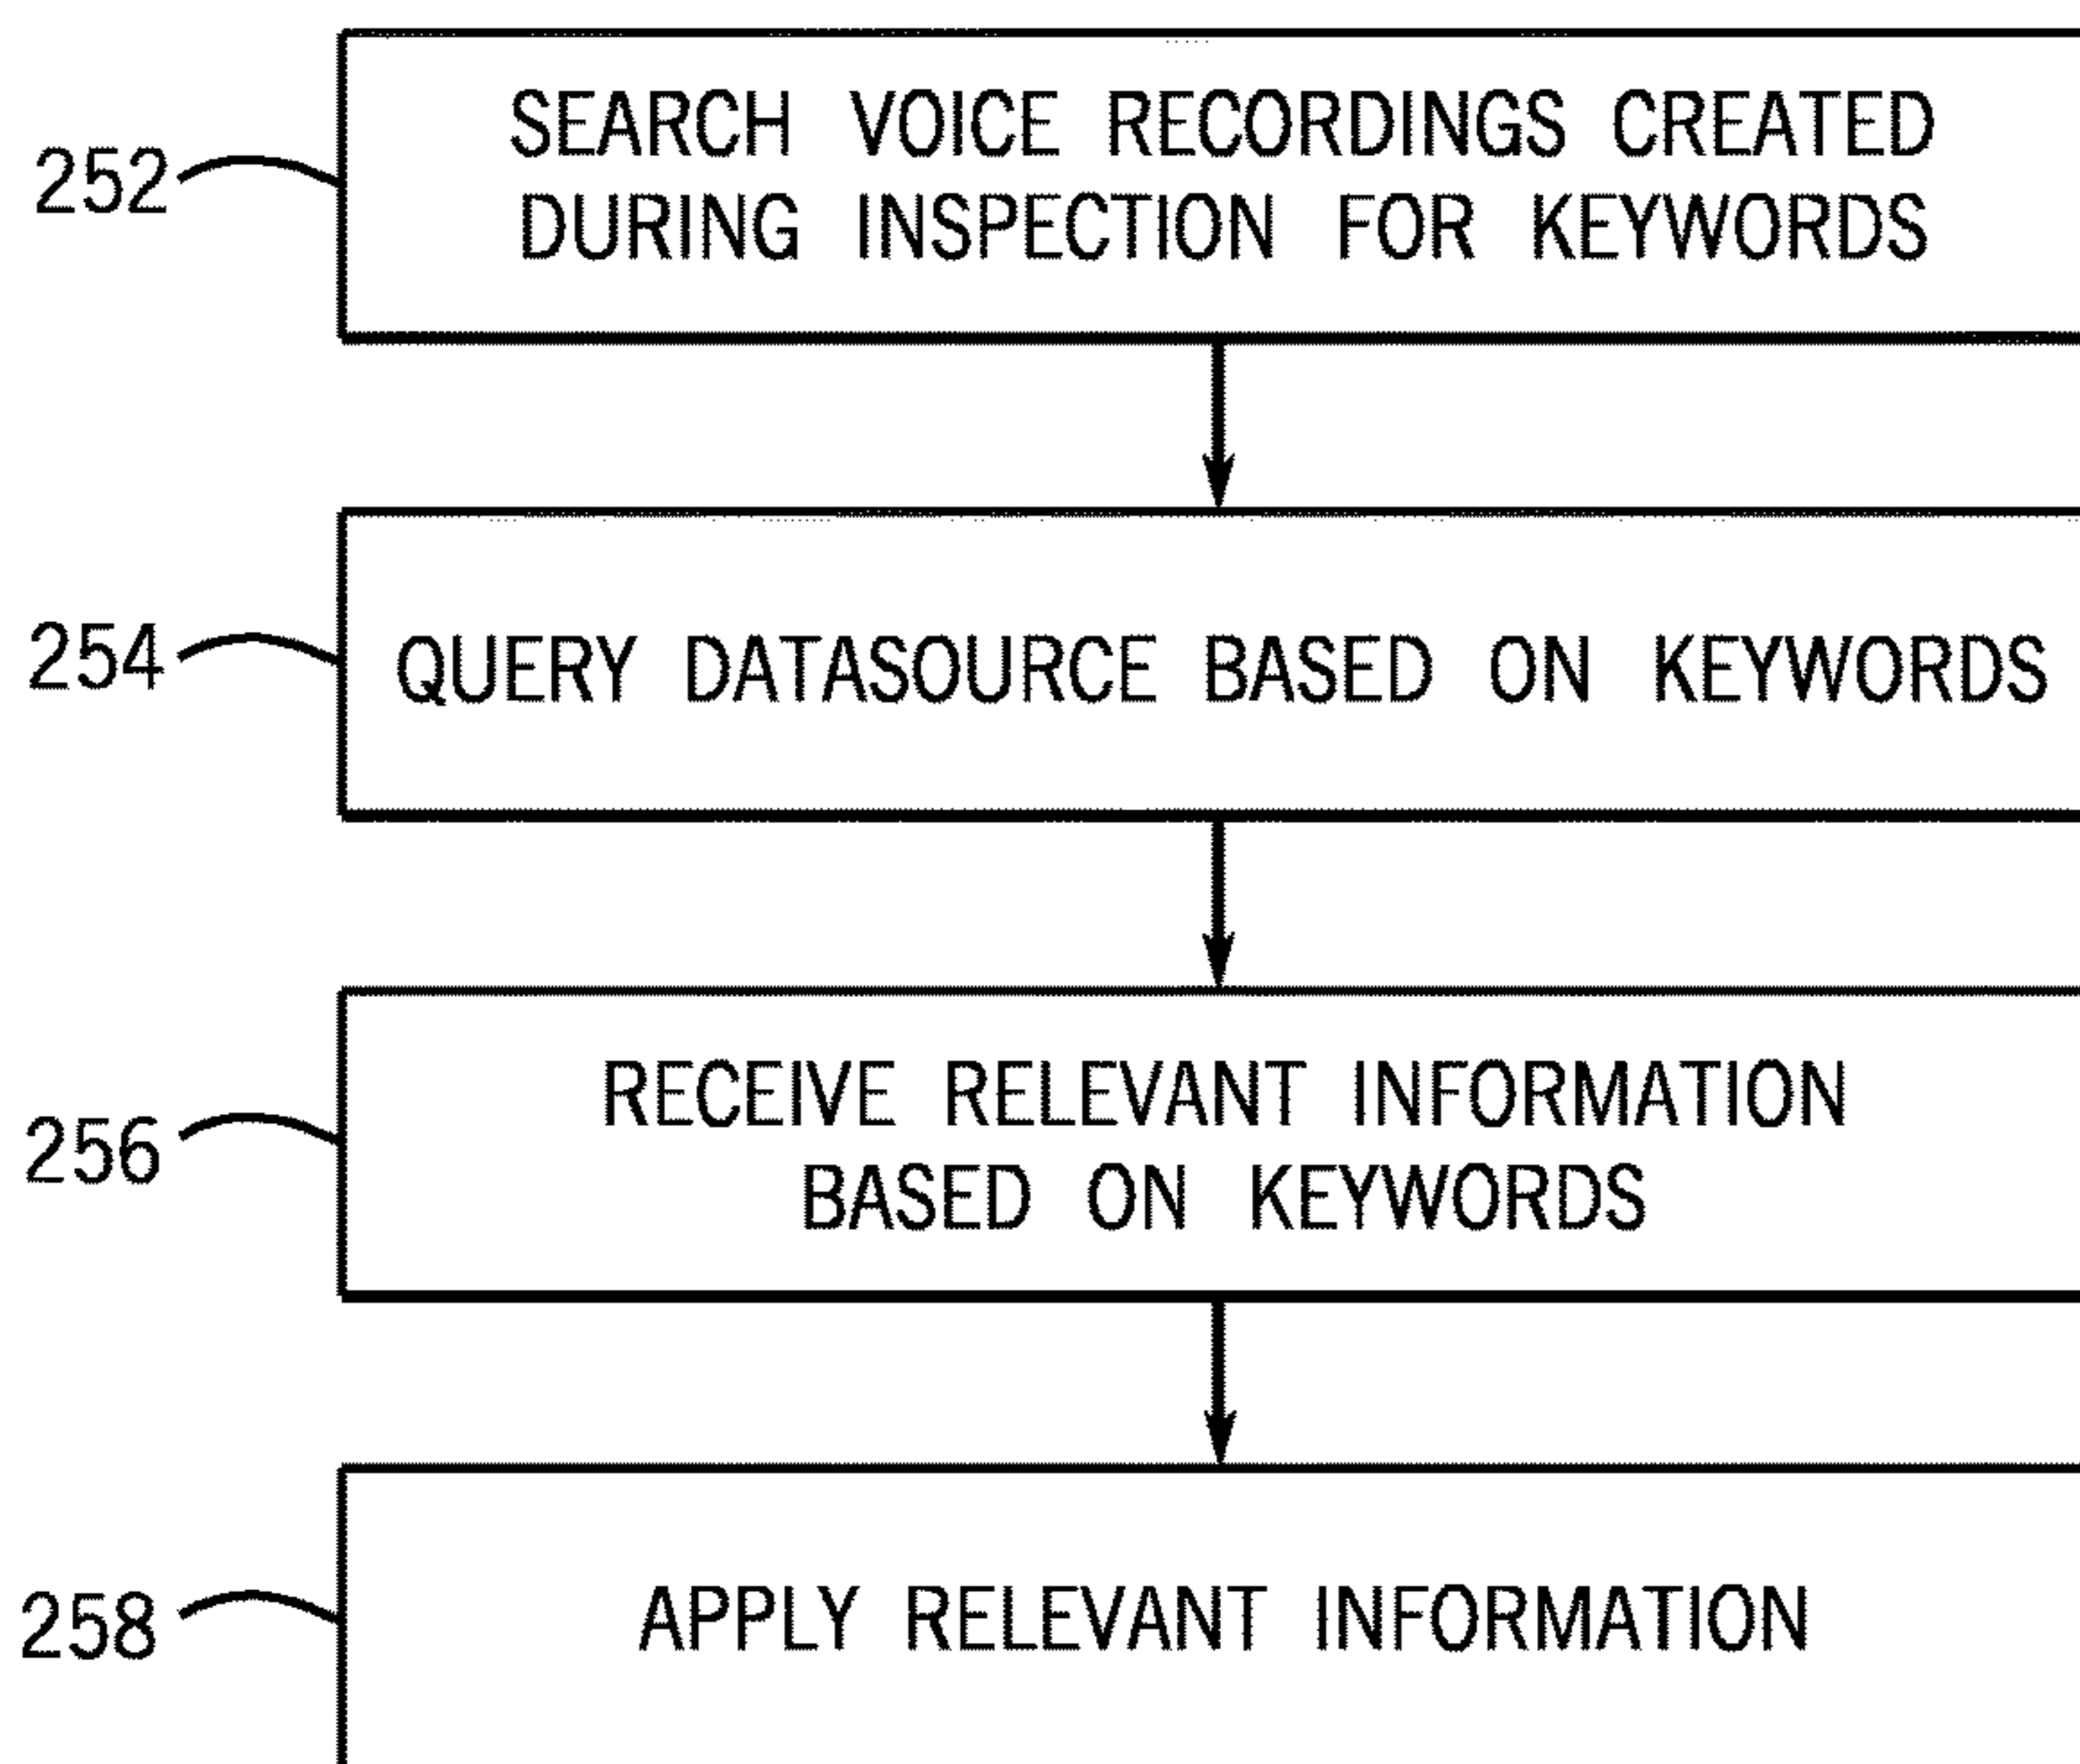 252
SEARCH VOICE RECORDINGS CREATED
DURING INSPECTION FOR KEYWORDS
254
QUERY DATASOURCE BASED ON KEYWORDS
256
RECEIVE RELEVANT INFORMATION
BASED ON KEYWORDS
258
APPLY RELEVANT INFORMATION